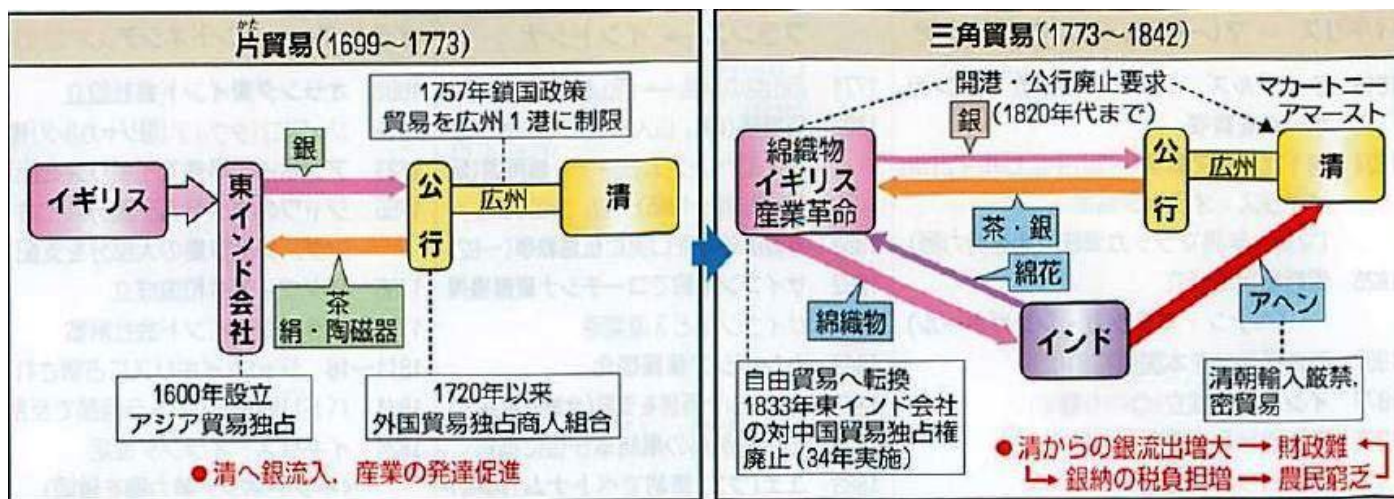 片貿易(1699～1773)
かた
1757年鎖国政策
貿易を広州1港に制限
イギリス
東インド会社
銀
公行
広州
清
茶
絹・陶磁器
1600年設立
アジア貿易独占
1720年以来
外国貿易独占商人組合
●清へ銀流入、産業の発達促進
三角貿易(1773～1842)
開港・公行廃止要求
(1820年代まで)
マカートニー
アマースト
銀
綿織物
イギリス
産業革命
公行
広州
清
茶・銀
綿花
綿織物
インド
アヘン
自由貿易へ転換
1833年東インド会社
の対中国貿易独占権
廃止(34年実施)
清朝輸入厳禁,
密貿易
●清からの銀流出増大→財政難
銀納の税負担増→農民窮乏